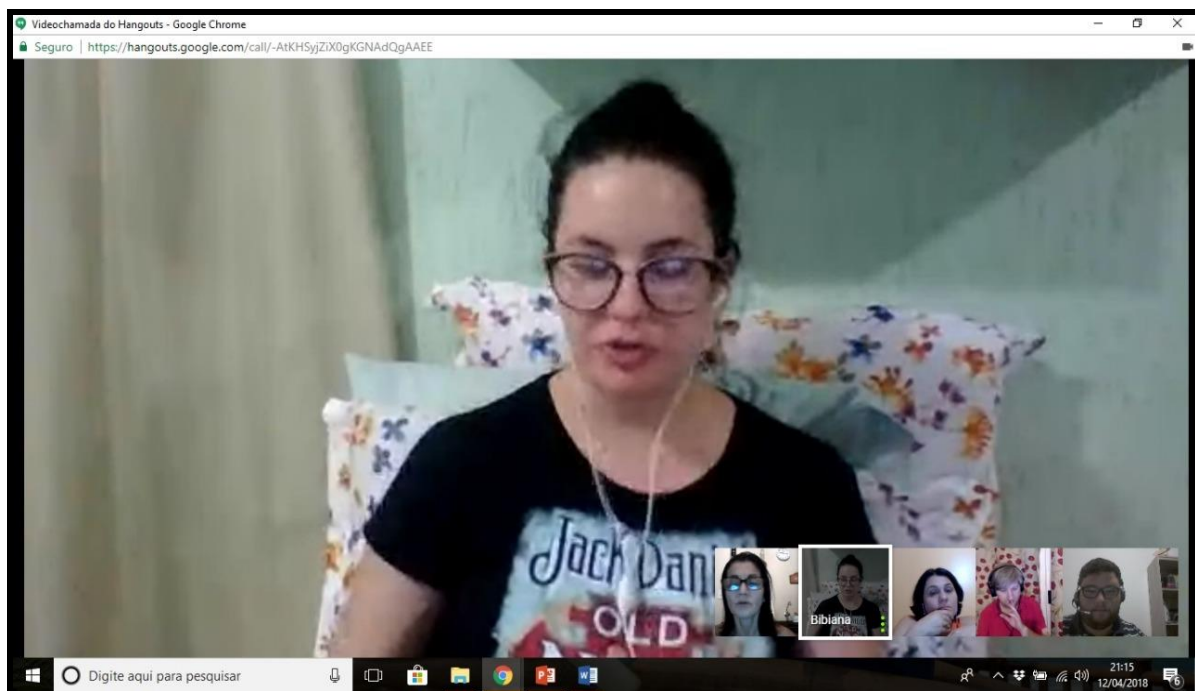 Videochamada do Hangouts - Google Chrome
Seguro | https://hangouts.google.com/call/-AtKHSyjZiX0gKGNAdQgAAEE
Jack Dani
OLD
Bibiana
Digite aqui para pesquisar
21:15
12/04/2018
6